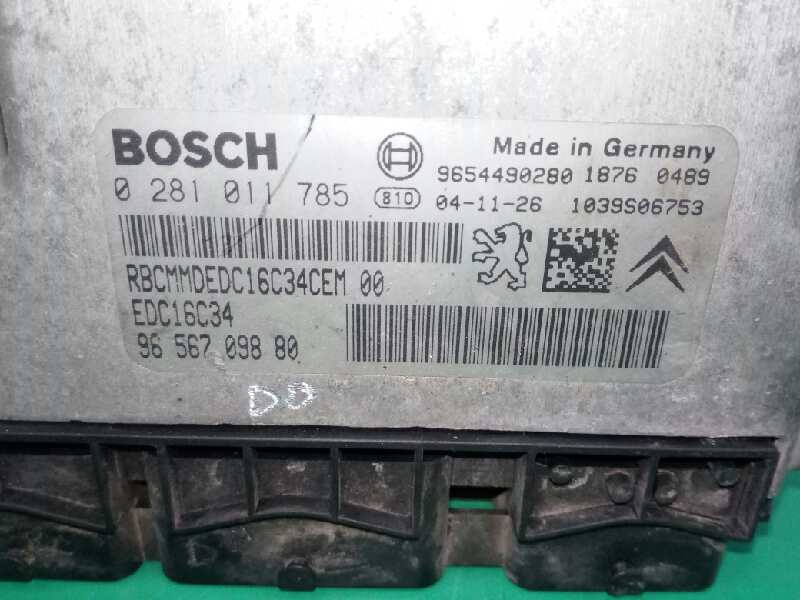 BOSCH
Made in Germany
9654490280 1876 0489
0 281 011 785 810 04-11-26 1039S06753
RBCMMDEDC16C34CEM 00
EDC16C34
96 567 098 80
DD